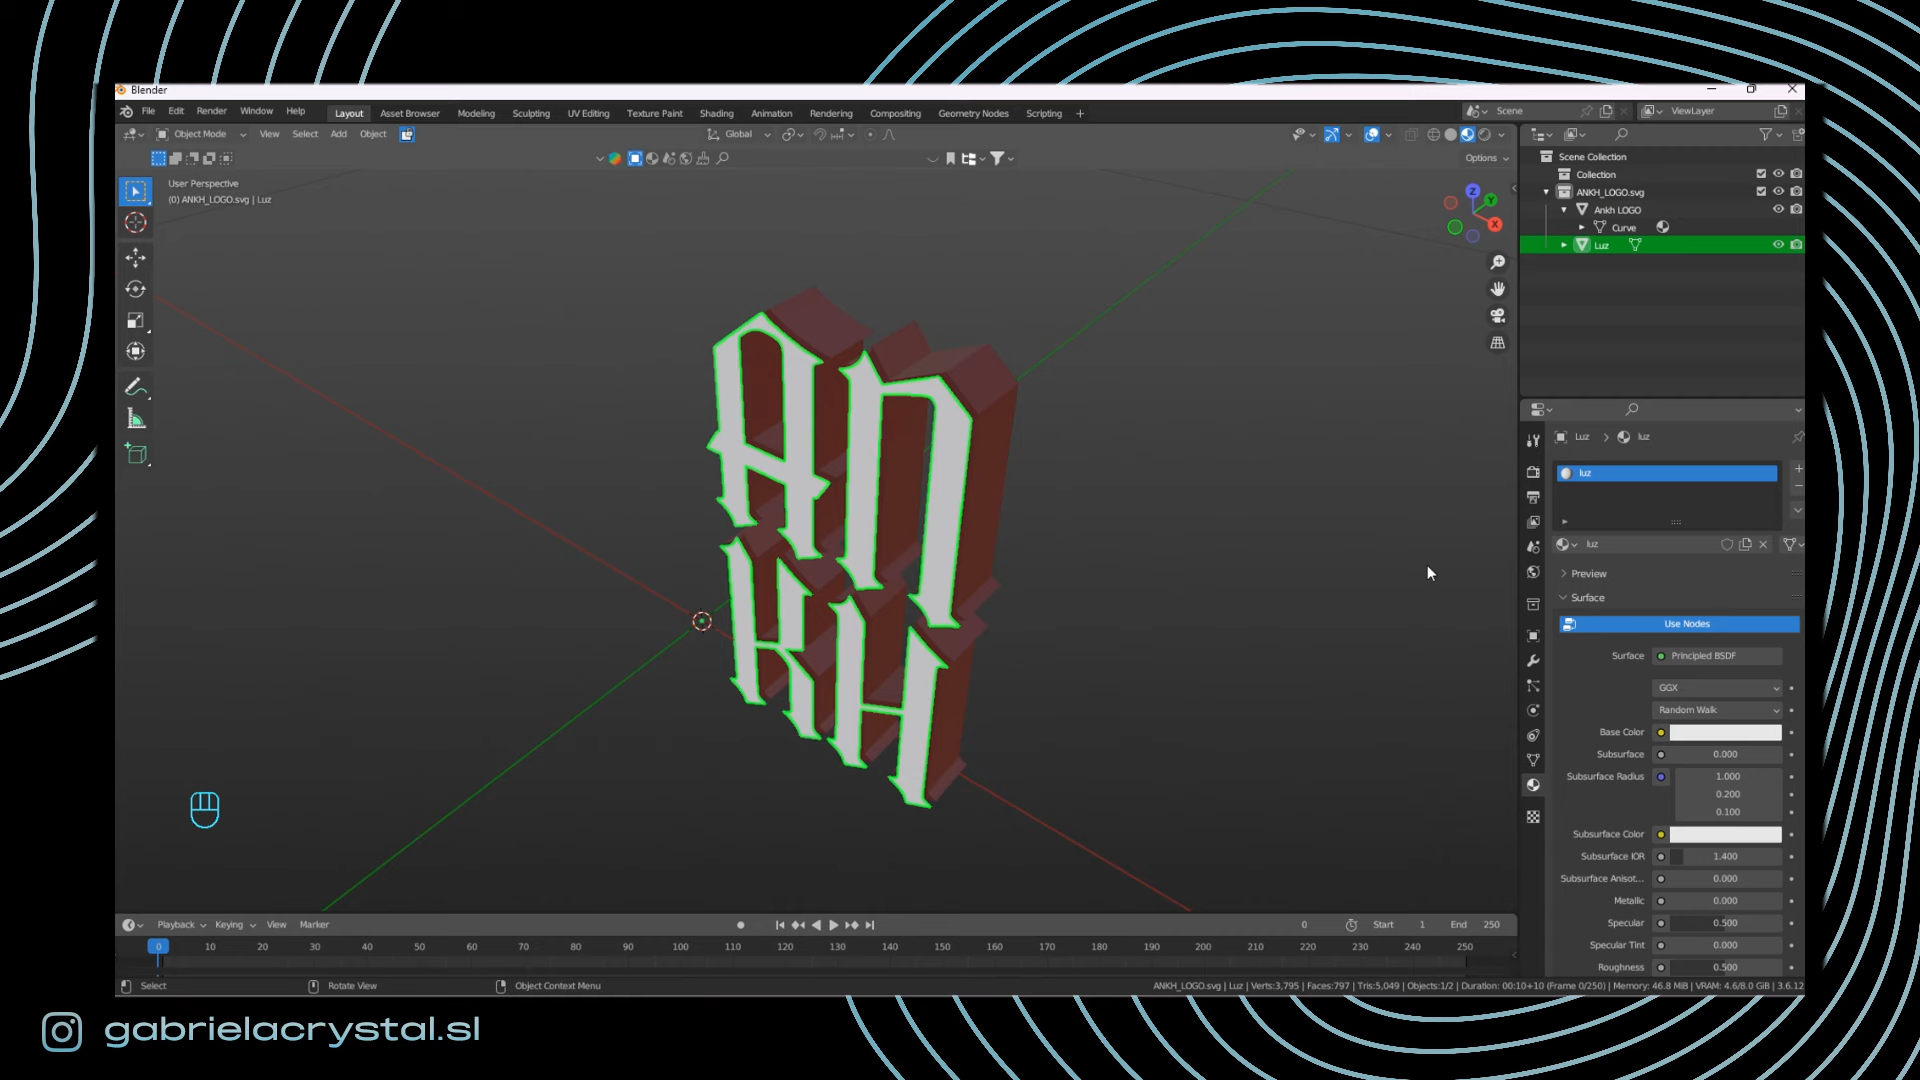 Blender
File Edit Render Window Help Layout Asset Browser Modeling Sculpting UV Editing Texture Paint Shading Animation Rendering Compositing Geometry Nodes Scripting + Scene ViewLayer
Object Mode View Select Add Object Global
Options
User Perspective
(0) ANKH_LOGO.svg | Luz
Z
Y
X
AN
KH
Scene Collection
Collection
ANKH_LOGO.svg
Ankh LOGO
Curve
Luz
Luz > luz
luz
luz
Preview
Surface
Use Nodes
Surface Principled BSDF
GGX
Random Walk
Base Color
Subsurface 0.000
Subsurface Radius 1.000
0.200
0.100
Subsurface Color
Subsurface IOR 1.400
Subsurface Anisot... 0.000
Metallic 0.000
Specular 0.500
Specular Tint 0.000
Roughness 0.500
Playback Keying View Marker 0 Start 1 End 250
0 10 20 30 40 50 60 70 80 90 100 110 120 130 140 150 160 170 180 190 200 210 220 230 240 250
Select Rotate View Object Context Menu ANKH_LOGO.svg | Luz | Verts:3,795 | Faces:797 | Tris:5,049 | Objects:1/2 | Duration: 00:10+10 (Frame 0/250) | Memory: 46.8 MiB | VRAM: 4.6/8.0 GiB | 3.6.12
gabrielacrystal.sl